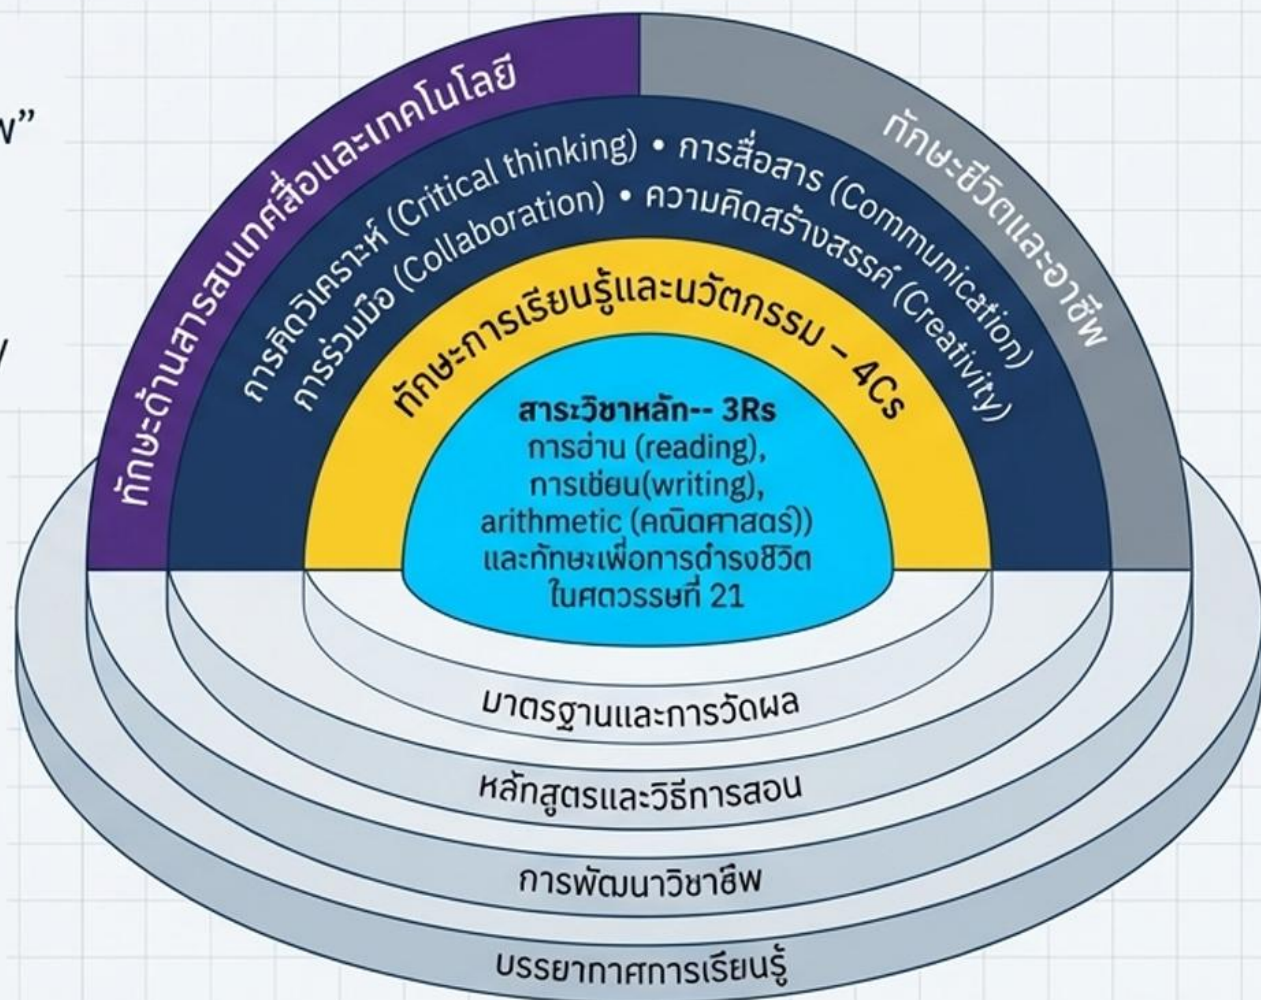 พ”
/
ทักษะด้านสารสนเทศสื่อและเทคโนโลยี
ทักษะชีวิตและอาชีพ
การคิดวิเคราะห์ (Critical thinking) • การสื่อสาร (Communication)
การร่วมมือ (Collaboration) • ความคิดสร้างสรรค์ (Creativity)
ทักษะการเรียนรู้และนวัตกรรม – 4Cs
สาระวิชาหลัก-- 3Rs
การอ่าน (reading),
การเขียน(writing),
arithmetic (คณิตศาสตร์))
และทักษะเพื่อการดำรงชีวิต
ในศตวรรษที่ 21
มาตรฐานและการวัดผล
หลักสูตรและวิธีการสอน
การพัฒนาวิชาชีพ
บรรยากาศการเรียนรู้